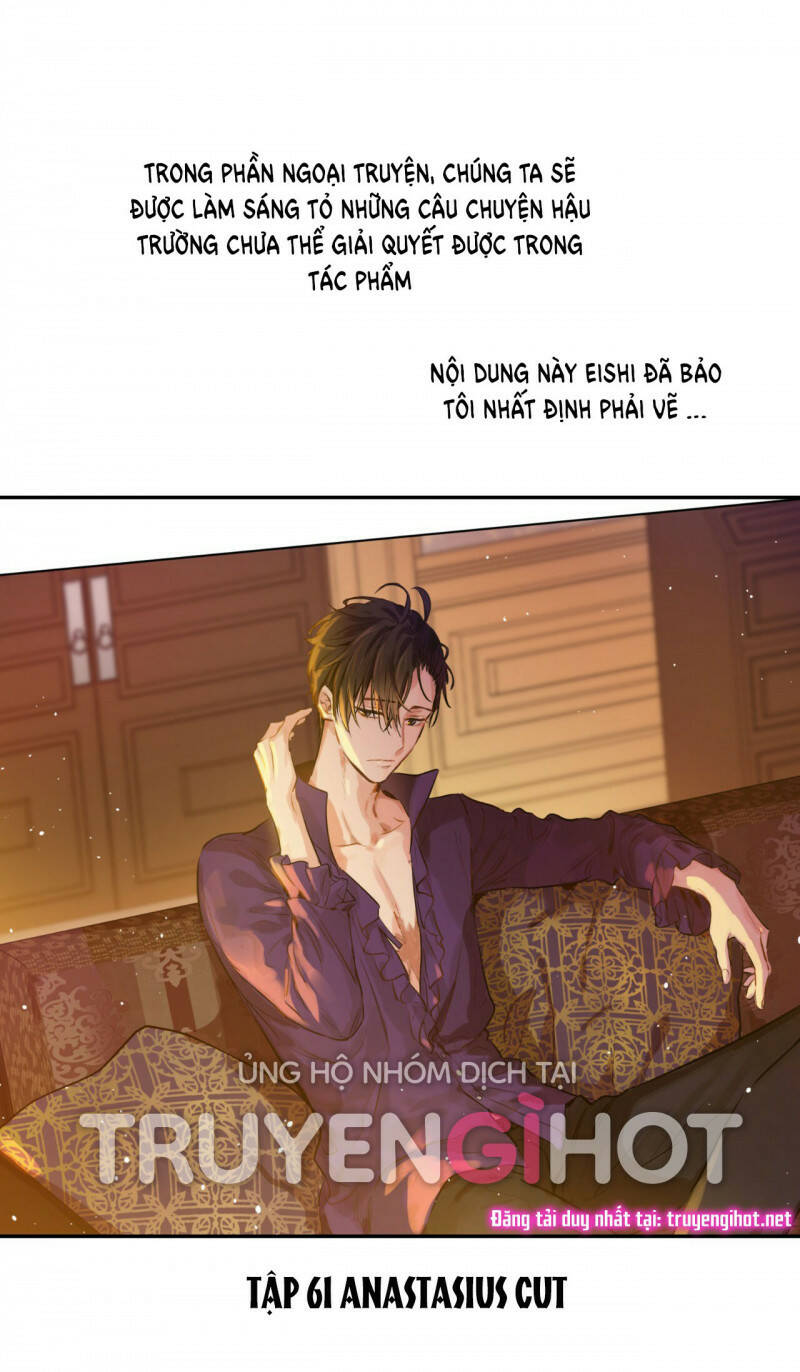 TRONG PHẦN NGOẠI TRUYỆN, CHÚNG TA SẼ
ĐƯỢC LÀM SÁNG TỎ NHỮNG CÂU CHUYỆN HẬU
TRƯỜNG CHƯA THỂ GIẢI QUYẾT ĐƯỢC TRONG
TÁC PHẨM
NỘI DUNG NÀY EISHI ĐÃ BẢO
TÔI NHẤT ĐỊNH PHẢI VẼ ...
ỦNG HỘ NHÓM DỊCH TẠI
TRUYENGÌHOT
Đăng tải duy nhất tại: truyengihot.net
TẬP 61 ANASTASIUS CUT